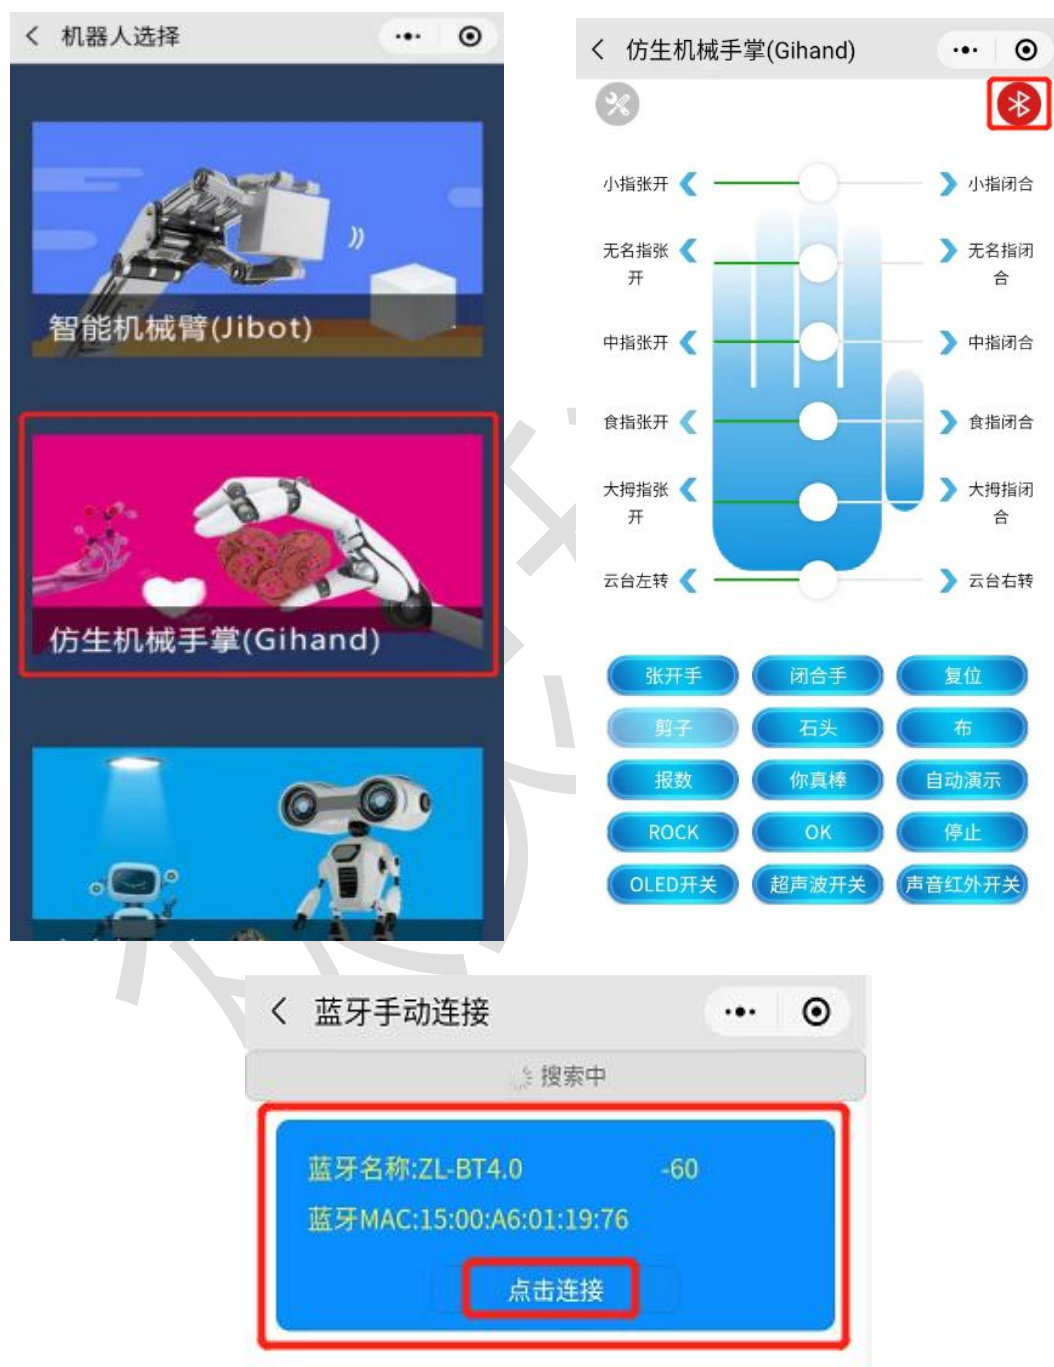 机器人选择
智能机械臂(Jibot)
仿生机械手掌(Gihand)
仿生机械手掌(Gihand)
小指张开
小指闭合
无名指张
开
无名指闭
合
中指张开
中指闭合
食指张开
食指闭合
大拇指张
开
大拇指闭
合
云台左转
云台右转
张开手 闭合手 复位
剪子 石头 布
报数 你真棒 自动演示
ROCK OK 停止
OLED开关 超声波开关 声音红外开关
蓝牙手动连接
搜索中
蓝牙名称:ZL-BT4.0 -60
蓝牙MAC:15:00:A6:01:19:76
点击连接